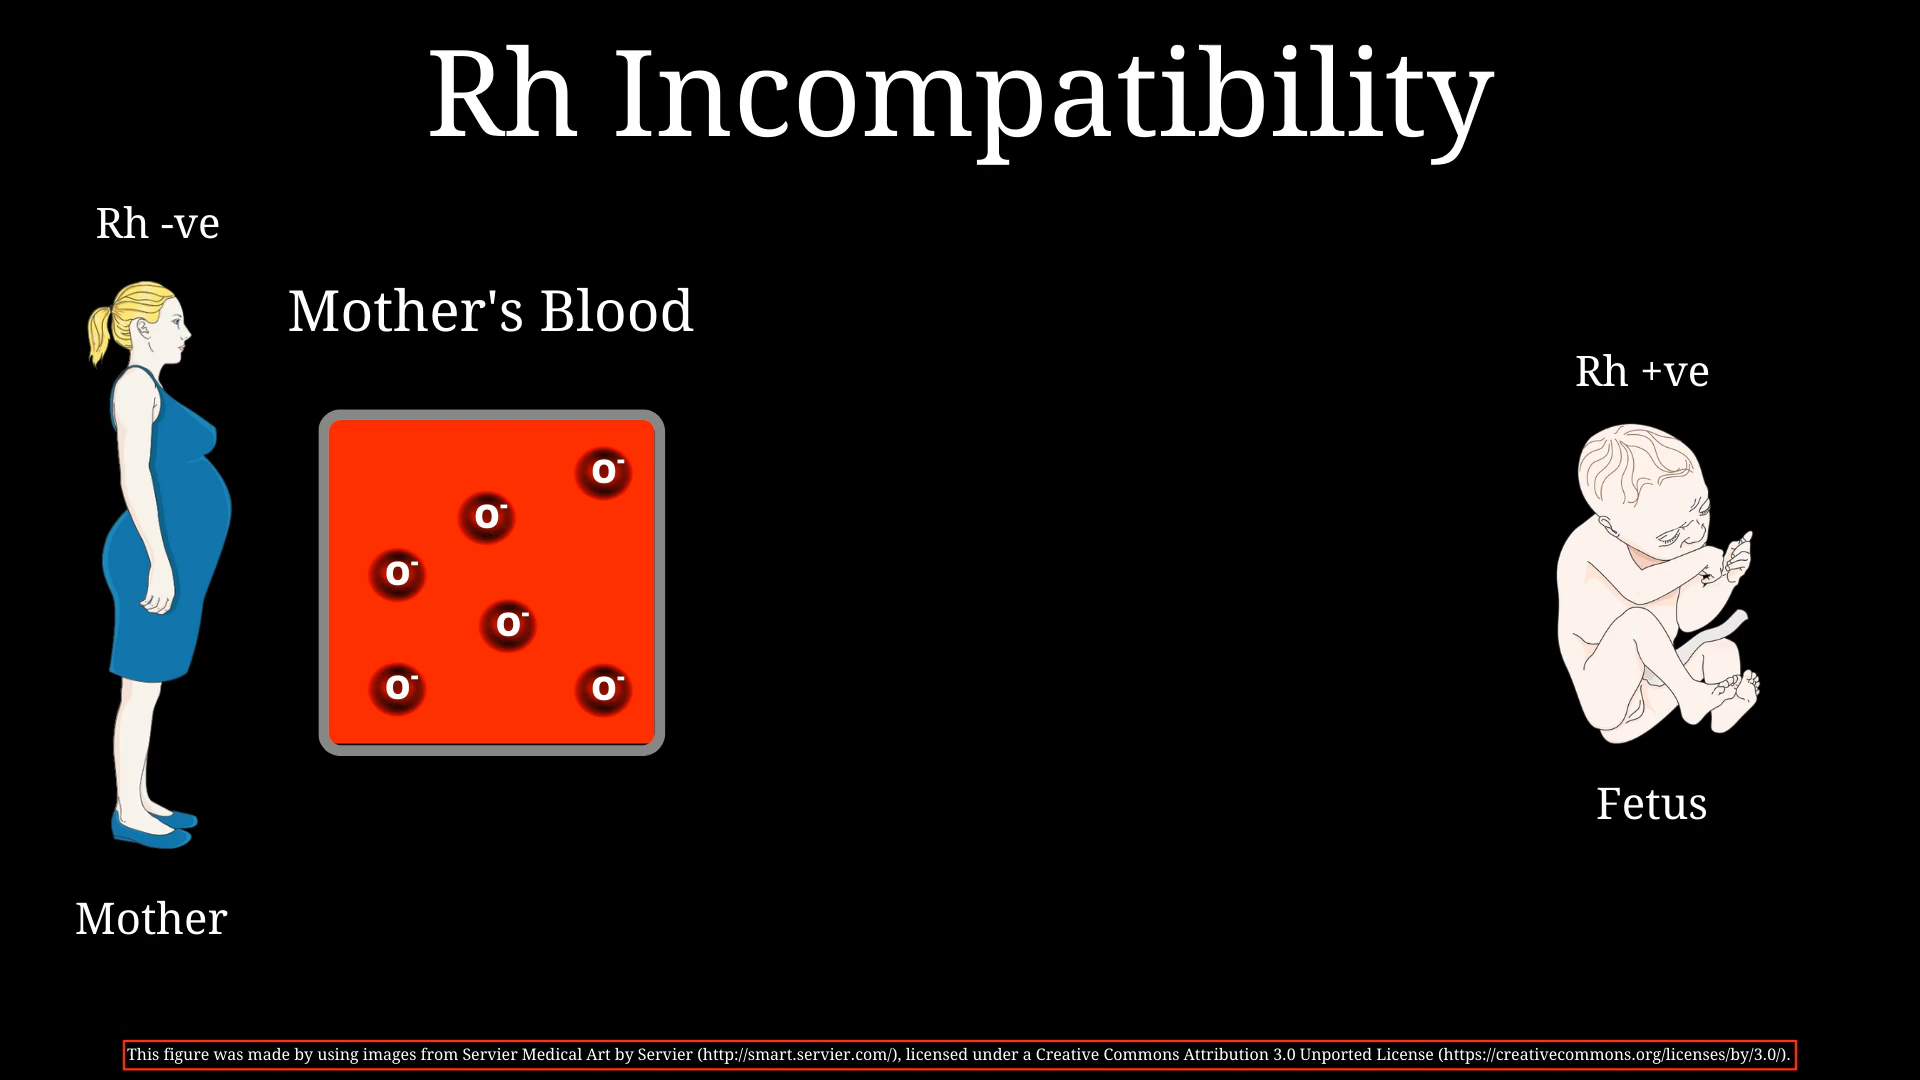 Rh Incompatibility
Rh -ve
Mother's Blood
Rh +ve
O-
O-
O-
O-
O-
O-
Fetus
Mother
This figure was made by using images from Servier Medical Art by Servier (http://smart.servier.com/), licensed under a Creative Commons Attribution 3.0 Unported License (https://creativecommons.org/licenses/by/3.0/).